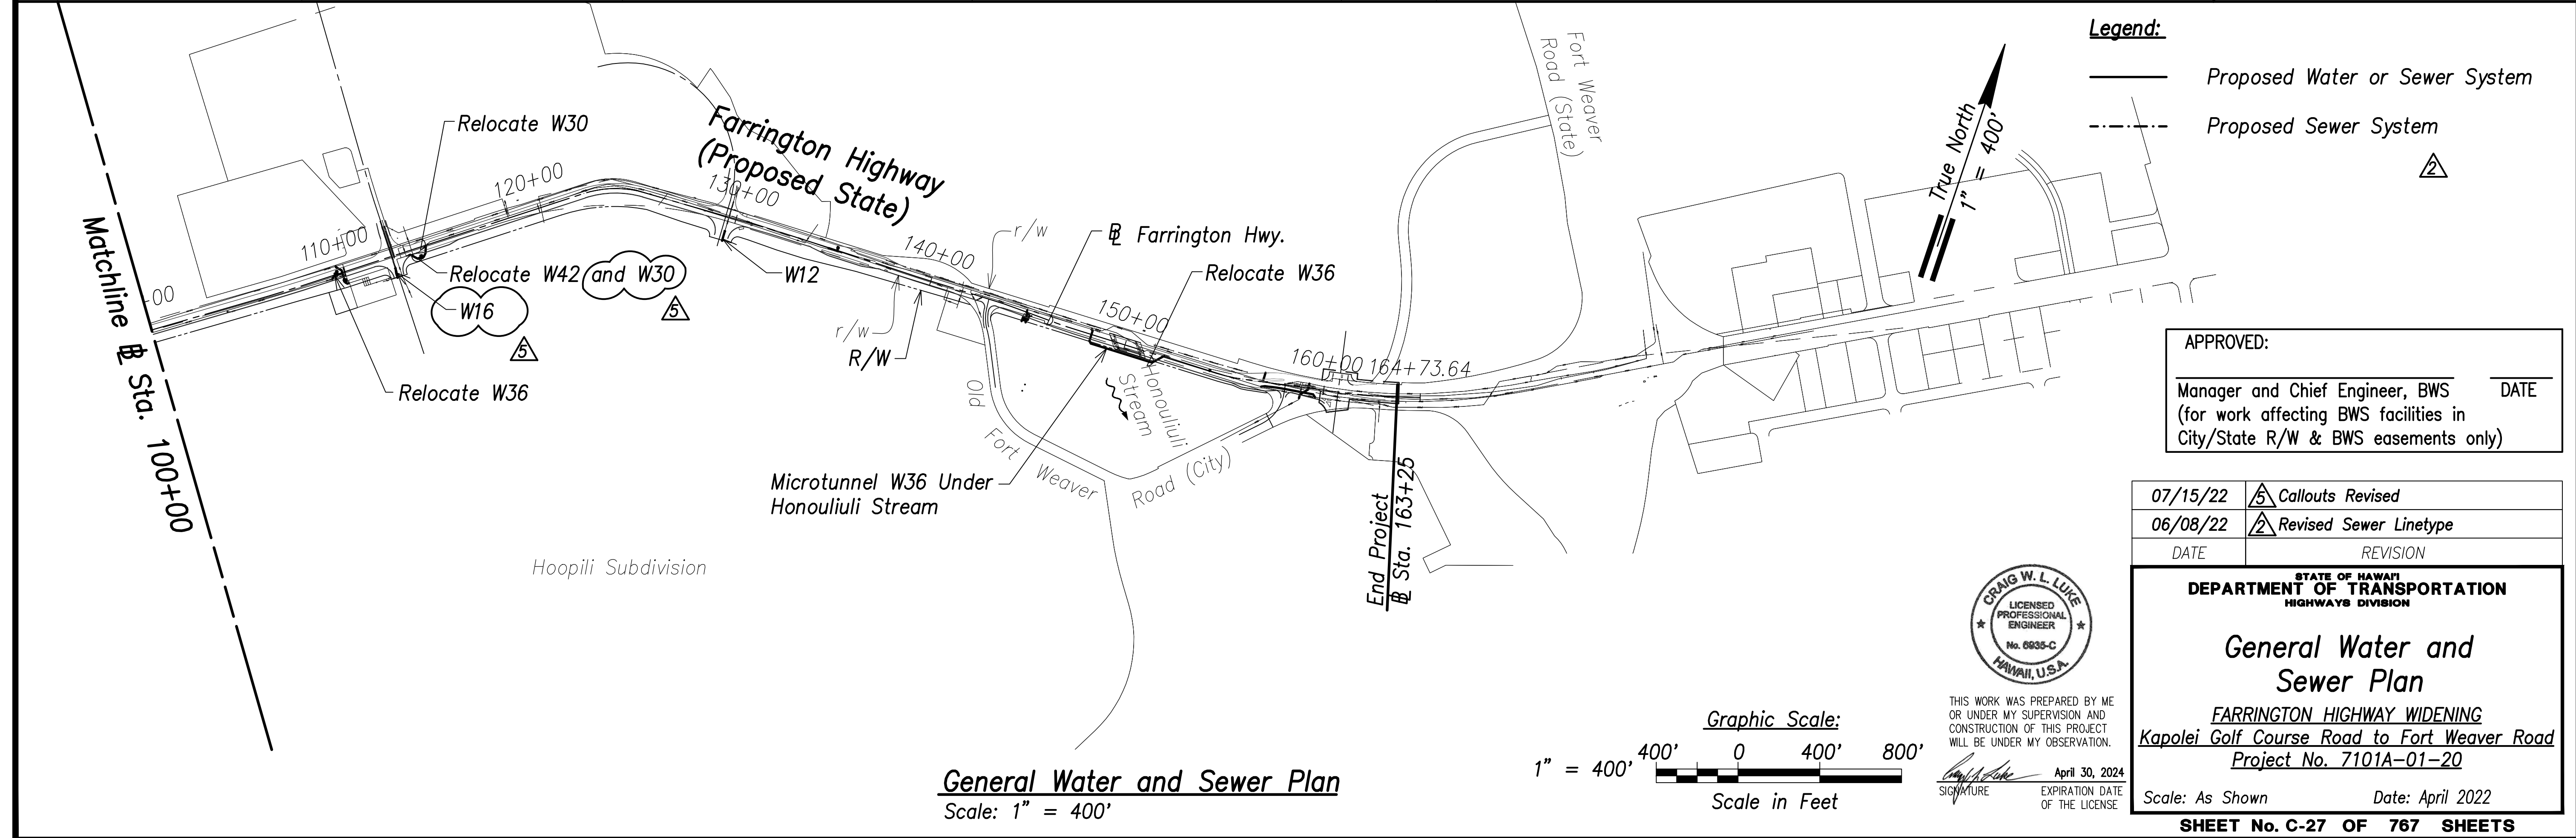 Legend:
Proposed Water or Sewer System
Proposed Sewer System
2
True North
1" = 400'
Fort Weaver
Road (State)
Farrington Highway
(Proposed State)
Relocate W30
110+00
120+00
130+00
140+00
150+00
160+00
164+73.64
-00
Relocate W42 and W30
5
W16
5
Relocate W36
W12
r/w
r/w
R/W
℄ Farrington Hwy.
Relocate W36
Honouliuli
Stream
Microtunnel W36 Under
Honouliuli Stream
Old
Fort Weaver
Road (City)
Matchline ℄ Sta. 100+00
End Project
℄ Sta. 163+25
Hoopili Subdivision
General Water and Sewer Plan
Scale: 1" = 400'
Graphic Scale:
1" = 400'
400' 0 400' 800'
Scale in Feet
APPROVED:
Manager and Chief Engineer, BWS DATE
(for work affecting BWS facilities in
City/State R/W & BWS easements only)
07/15/22 5 Callouts Revised
06/08/22 2 Revised Sewer Linetype
DATE REVISION
CRAIG W. L. LUKE
LICENSED
PROFESSIONAL
ENGINEER
No. 6935-C
HAWAII, U.S.A.
THIS WORK WAS PREPARED BY ME
OR UNDER MY SUPERVISION AND
CONSTRUCTION OF THIS PROJECT
WILL BE UNDER MY OBSERVATION.
April 30, 2024
SIGNATURE EXPIRATION DATE
OF THE LICENSE
STATE OF HAWAI'I
DEPARTMENT OF TRANSPORTATION
HIGHWAYS DIVISION
General Water and
Sewer Plan
FARRINGTON HIGHWAY WIDENING
Kapolei Golf Course Road to Fort Weaver Road
Project No. 7101A-01-20
Scale: As Shown Date: April 2022
SHEET No. C-27 OF 767 SHEETS